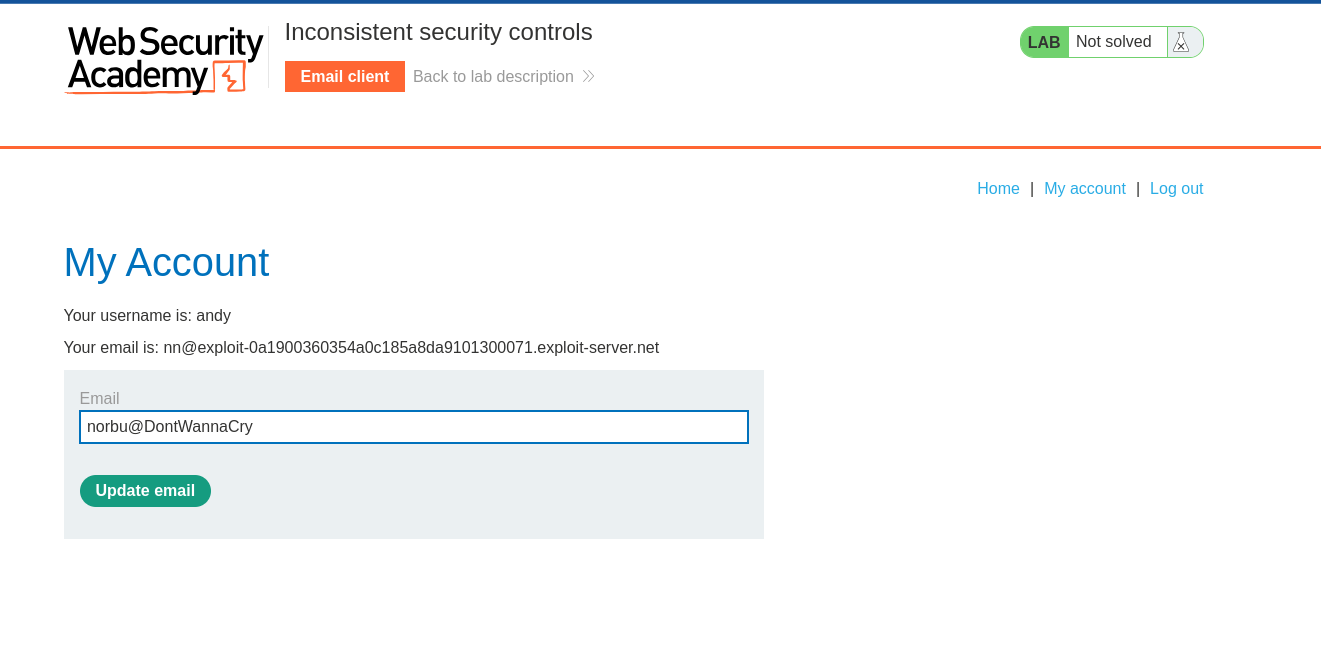 Web Security
Academy
Inconsistent security controls
Email client
Back to lab description
LAB
Not solved
Home | My account | Log out
My Account
Your username is: andy
Your email is: nn@exploit-0a1900360354a0c185a8da9101300071.exploit-server.net
Email
norbu@DontWannaCry
Update email